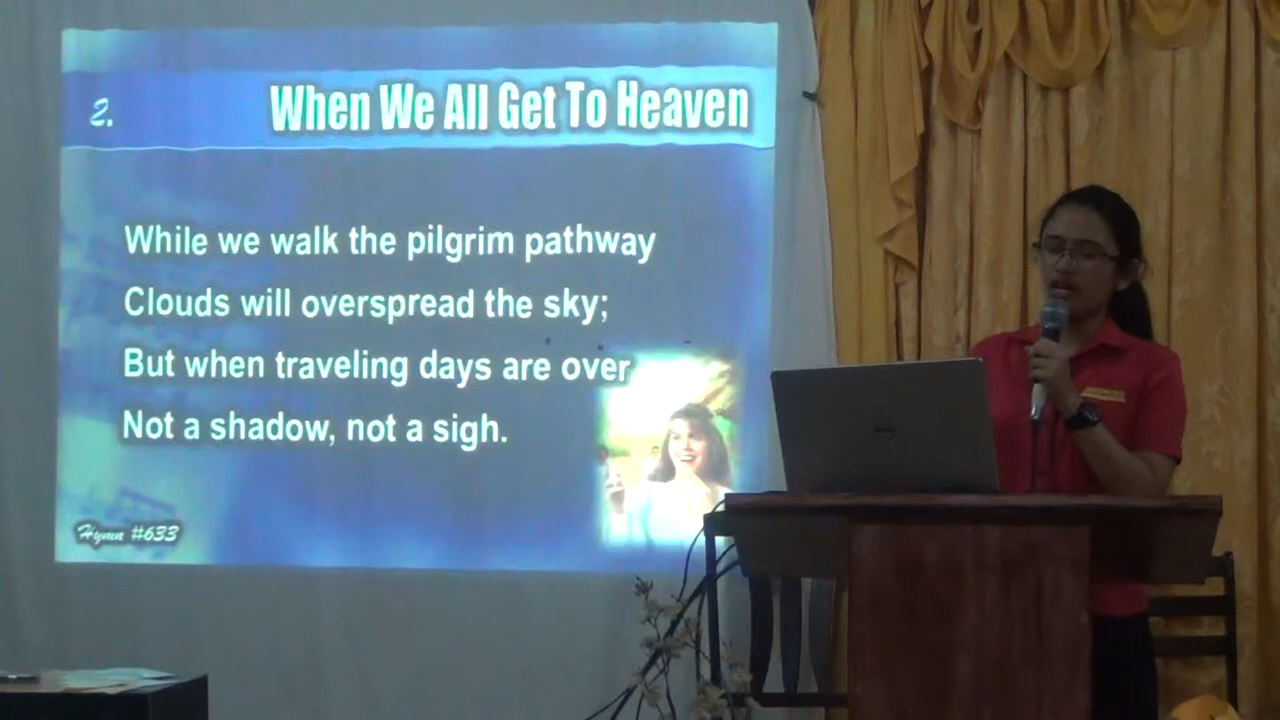 2.
When We All Get To Heaven
While we walk the pilgrim pathway
Clouds will overspread the sky;
But when traveling days are over
Not a shadow, not a sigh.
Hymn #633